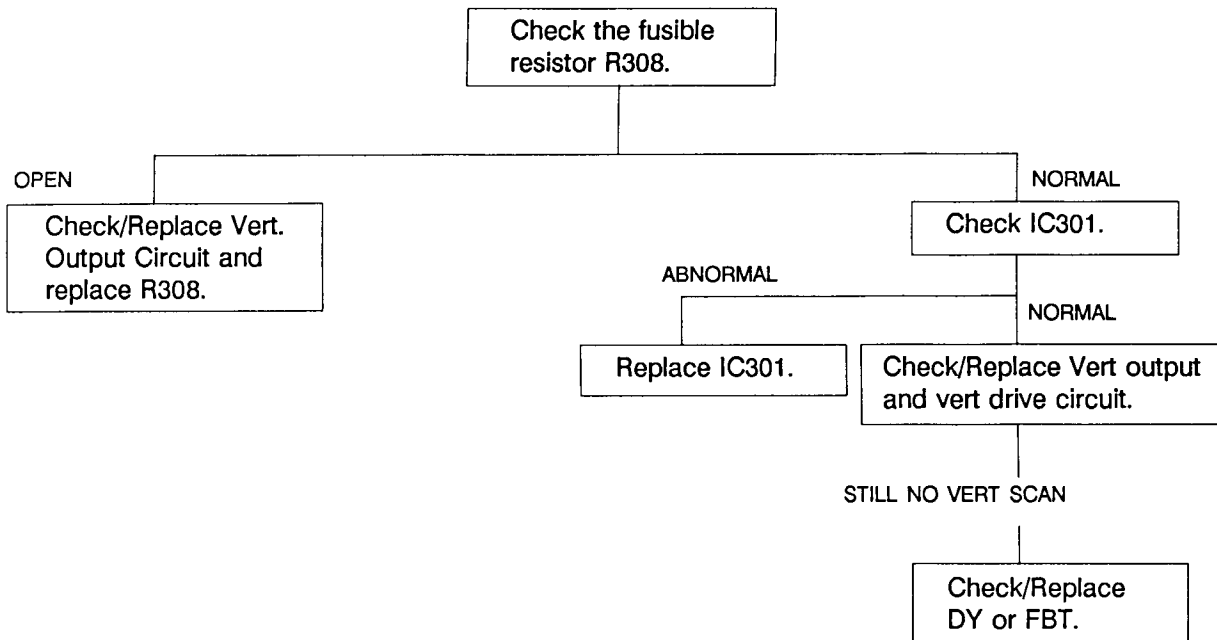 Check the fusible
resistor R308.
OPEN
NORMAL
Check/Replace Vert.
Output Circuit and
replace R308.
Check IC301.
ABNORMAL
NORMAL
Replace IC301.
Check/Replace Vert output
and vert drive circuit.
STILL NO VERT SCAN
Check/Replace
DY or FBT.